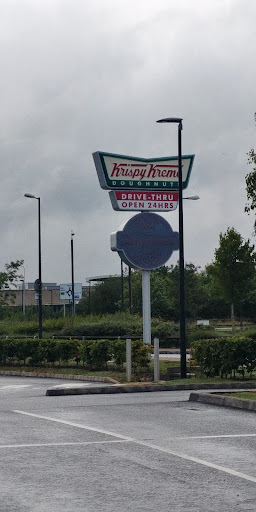 Krispy Kreme
DOUGHNUTS
DRIVE-THRU
OPEN 24HRS